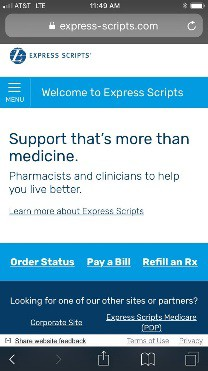 AT&T LTE 11:49 AM
express-scripts.com
EXPRESS SCRIPTS®
MENU
Welcome to Express Scripts
Support that's more than
medicine.
Pharmacists and clinicians to help
you live better.
Learn more about Express Scripts
Order Status Pay a Bill Refill an Rx
Looking for one of our other sites or partners?
Corporate Site
Express Scripts Medicare
(PDP)
Share website feedback
Terms of Use Privacy